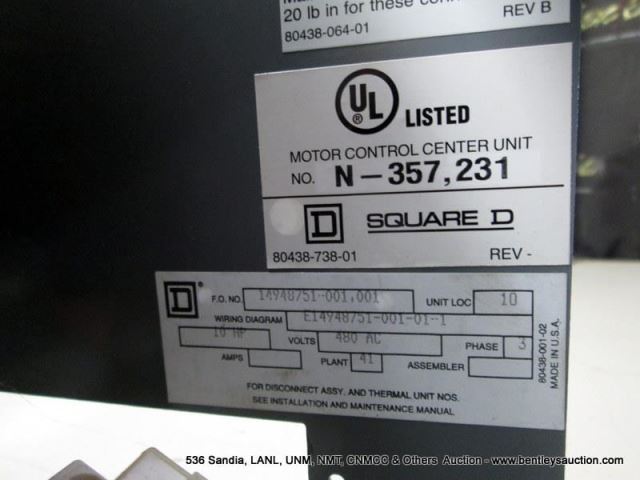 20 lb in for these
80438-064-01 REV B
UL ® LISTED
MOTOR CONTROL CENTER UNIT
NO. N-357,231
D SQUARE D
80438-738-01 REV -
D F.O. NO. 14948751-001,001 UNIT LOC 10
WIRING DIAGRAM E14948751-001-01-1
10 HP VOLTS 480 AC PHASE 3
AMPS PLANT 41 ASSEMBLER
FOR DISCONNECT ASSY. AND THERMAL UNIT NOS.
SEE INSTALLATION AND MAINTENANCE MANUAL
80438-001-02
MADE IN U.S.A.
536 Sandia, LANL, UNM, NMT, CNMCC & Others Auction - www.bentleysauction.com